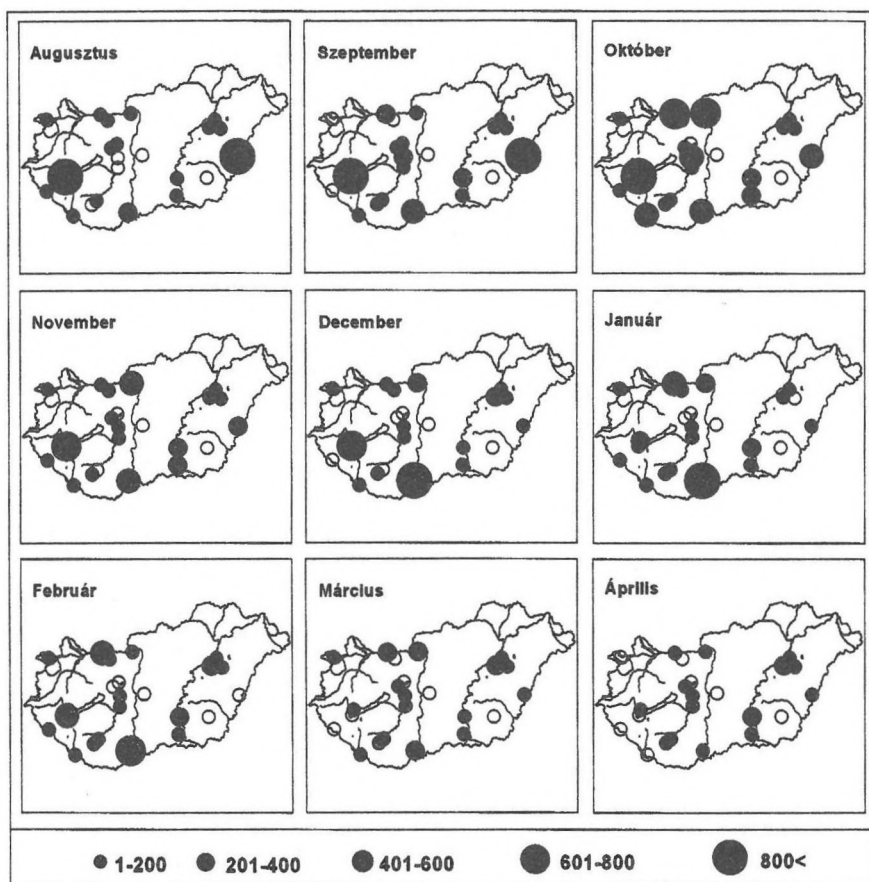 Augusztus
Szeptember
Október
November
December
Január
Február
Március
Április
1-200
201-400
401-600
601-800
800<